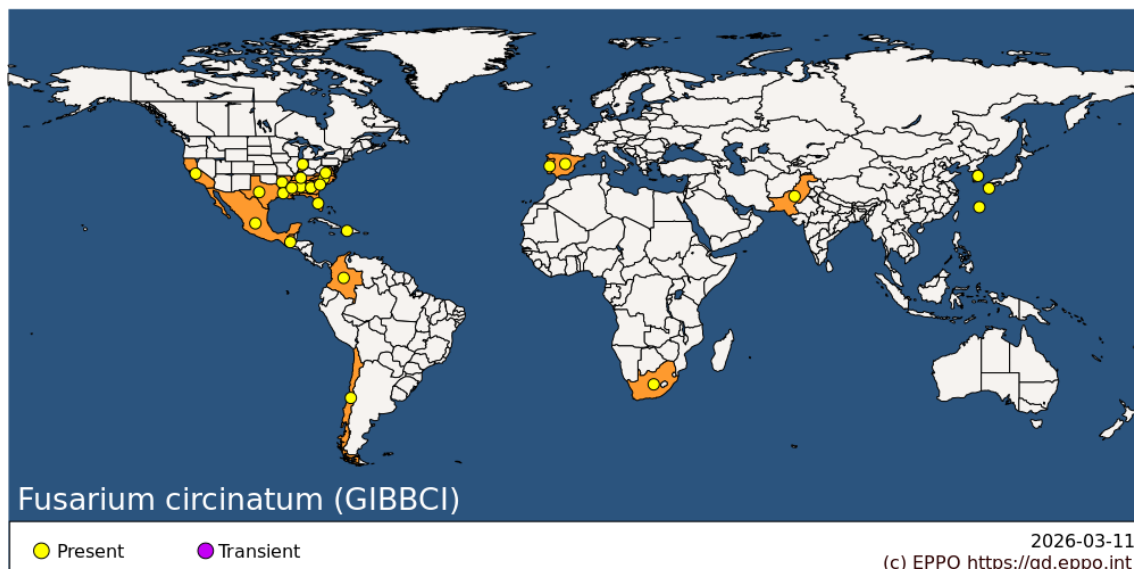 Fusarium circinatum (GIBBCI)
Present
Transient
2026-03-11
(c) EPPO https://gd.eppo.int